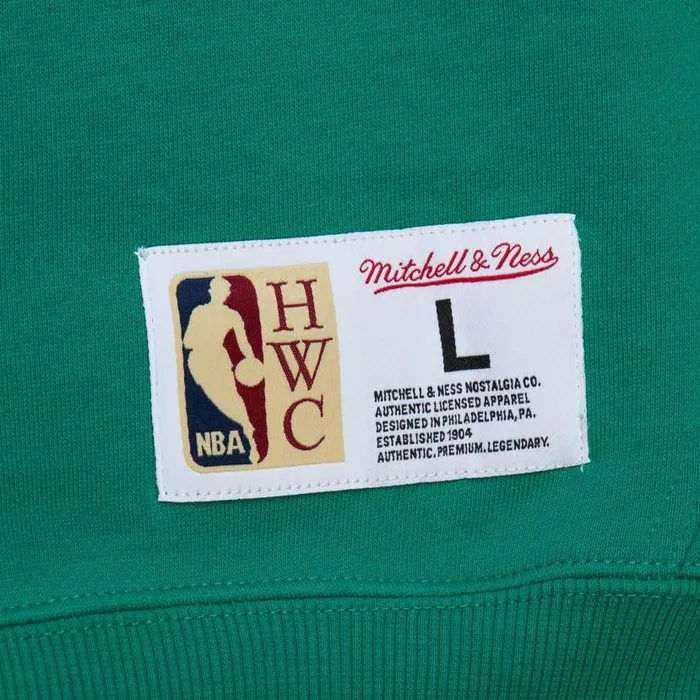 NBA
H
W
C
Mitchell & Ness
L
MITCHELL & NESS NOSTALGIA CO.
AUTHENTIC LICENSED APPAREL
DESIGNED IN PHILADELPHIA, PA.
ESTABLISHED 1904
AUTHENTIC. PREMIUM. LEGENDARY.